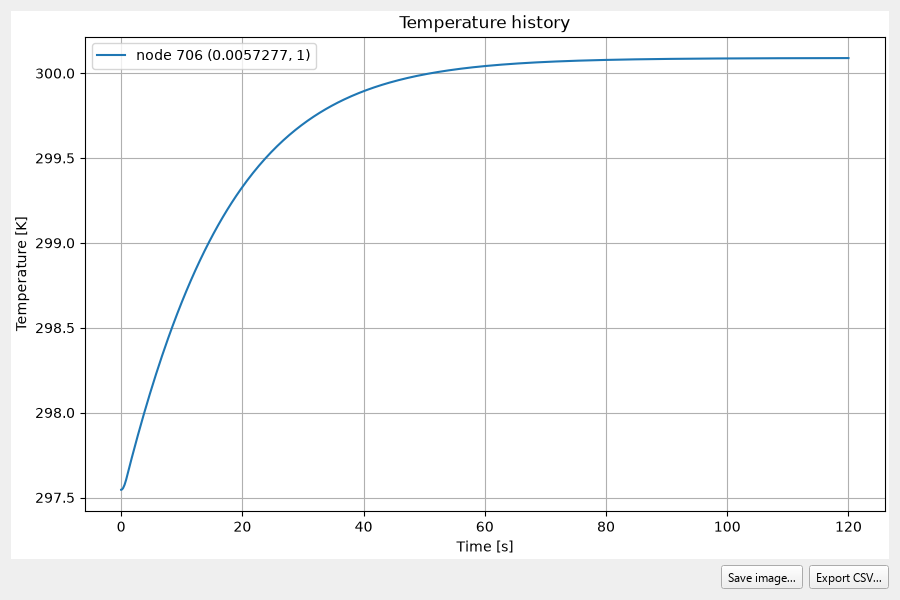 Temperature history
node 706 (0.0057277, 1)
300.0
299.5
299.0
298.5
298.0
297.5
Temperature [K]
0 20 40 60 80 100 120
Time [s]
Save image... Export CSV...